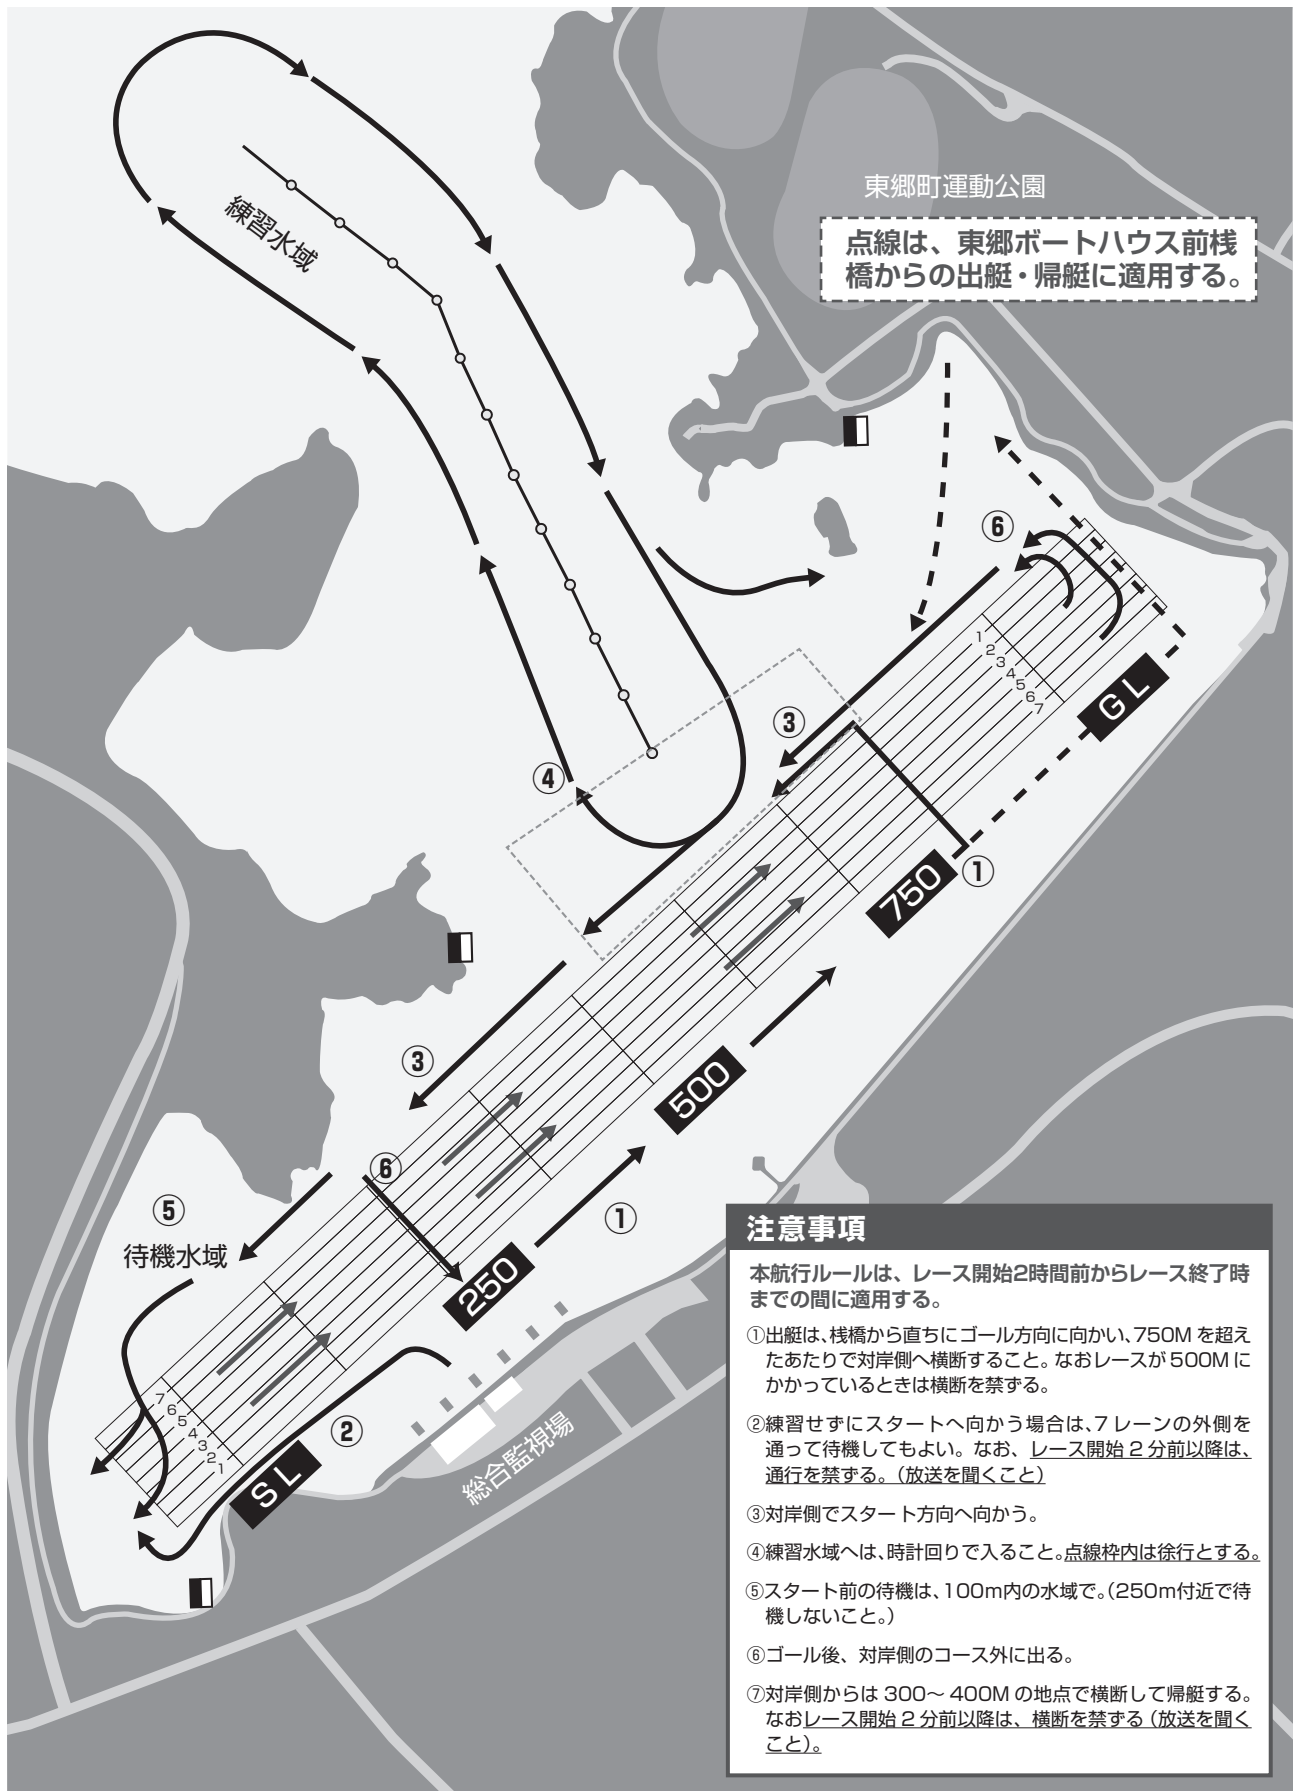 東郷町運動公園
点線は、東郷ボートハウス前桟
橋からの出艇・帰艇に適用する。
練習水域
⑥
1
2
3
4
5
6
7
GL
③
④
750
①
③
500
⑥
⑤
待機水域
①
250
7
6
5
4
3
2
1
②
SL
総合監視場
注意事項
本航行ルールは、レース開始2時間前からレース終了時
までの間に適用する。
①出艇は、桟橋から直ちにゴール方向に向かい、750Mを超え
たあたりで対岸側へ横断すること。なおレースが500Mに
かかっているときは横断を禁ずる。
②練習せずにスタートへ向かう場合は、7レーンの外側を
通って待機してもよい。なお、レース開始2分前以降は、
通行を禁ずる。(放送を聞くこと)
③対岸側でスタート方向へ向かう。
④練習水域へは、時計回りで入ること。点線枠内は徐行とする。
⑤スタート前の待機は、100m内の水域で。(250m付近で待
機しないこと。)
⑥ゴール後、対岸側のコース外に出る。
⑦対岸側からは300〜400Mの地点で横断して帰艇する。
なおレース開始2分前以降は、横断を禁ずる(放送を聞く
こと)。